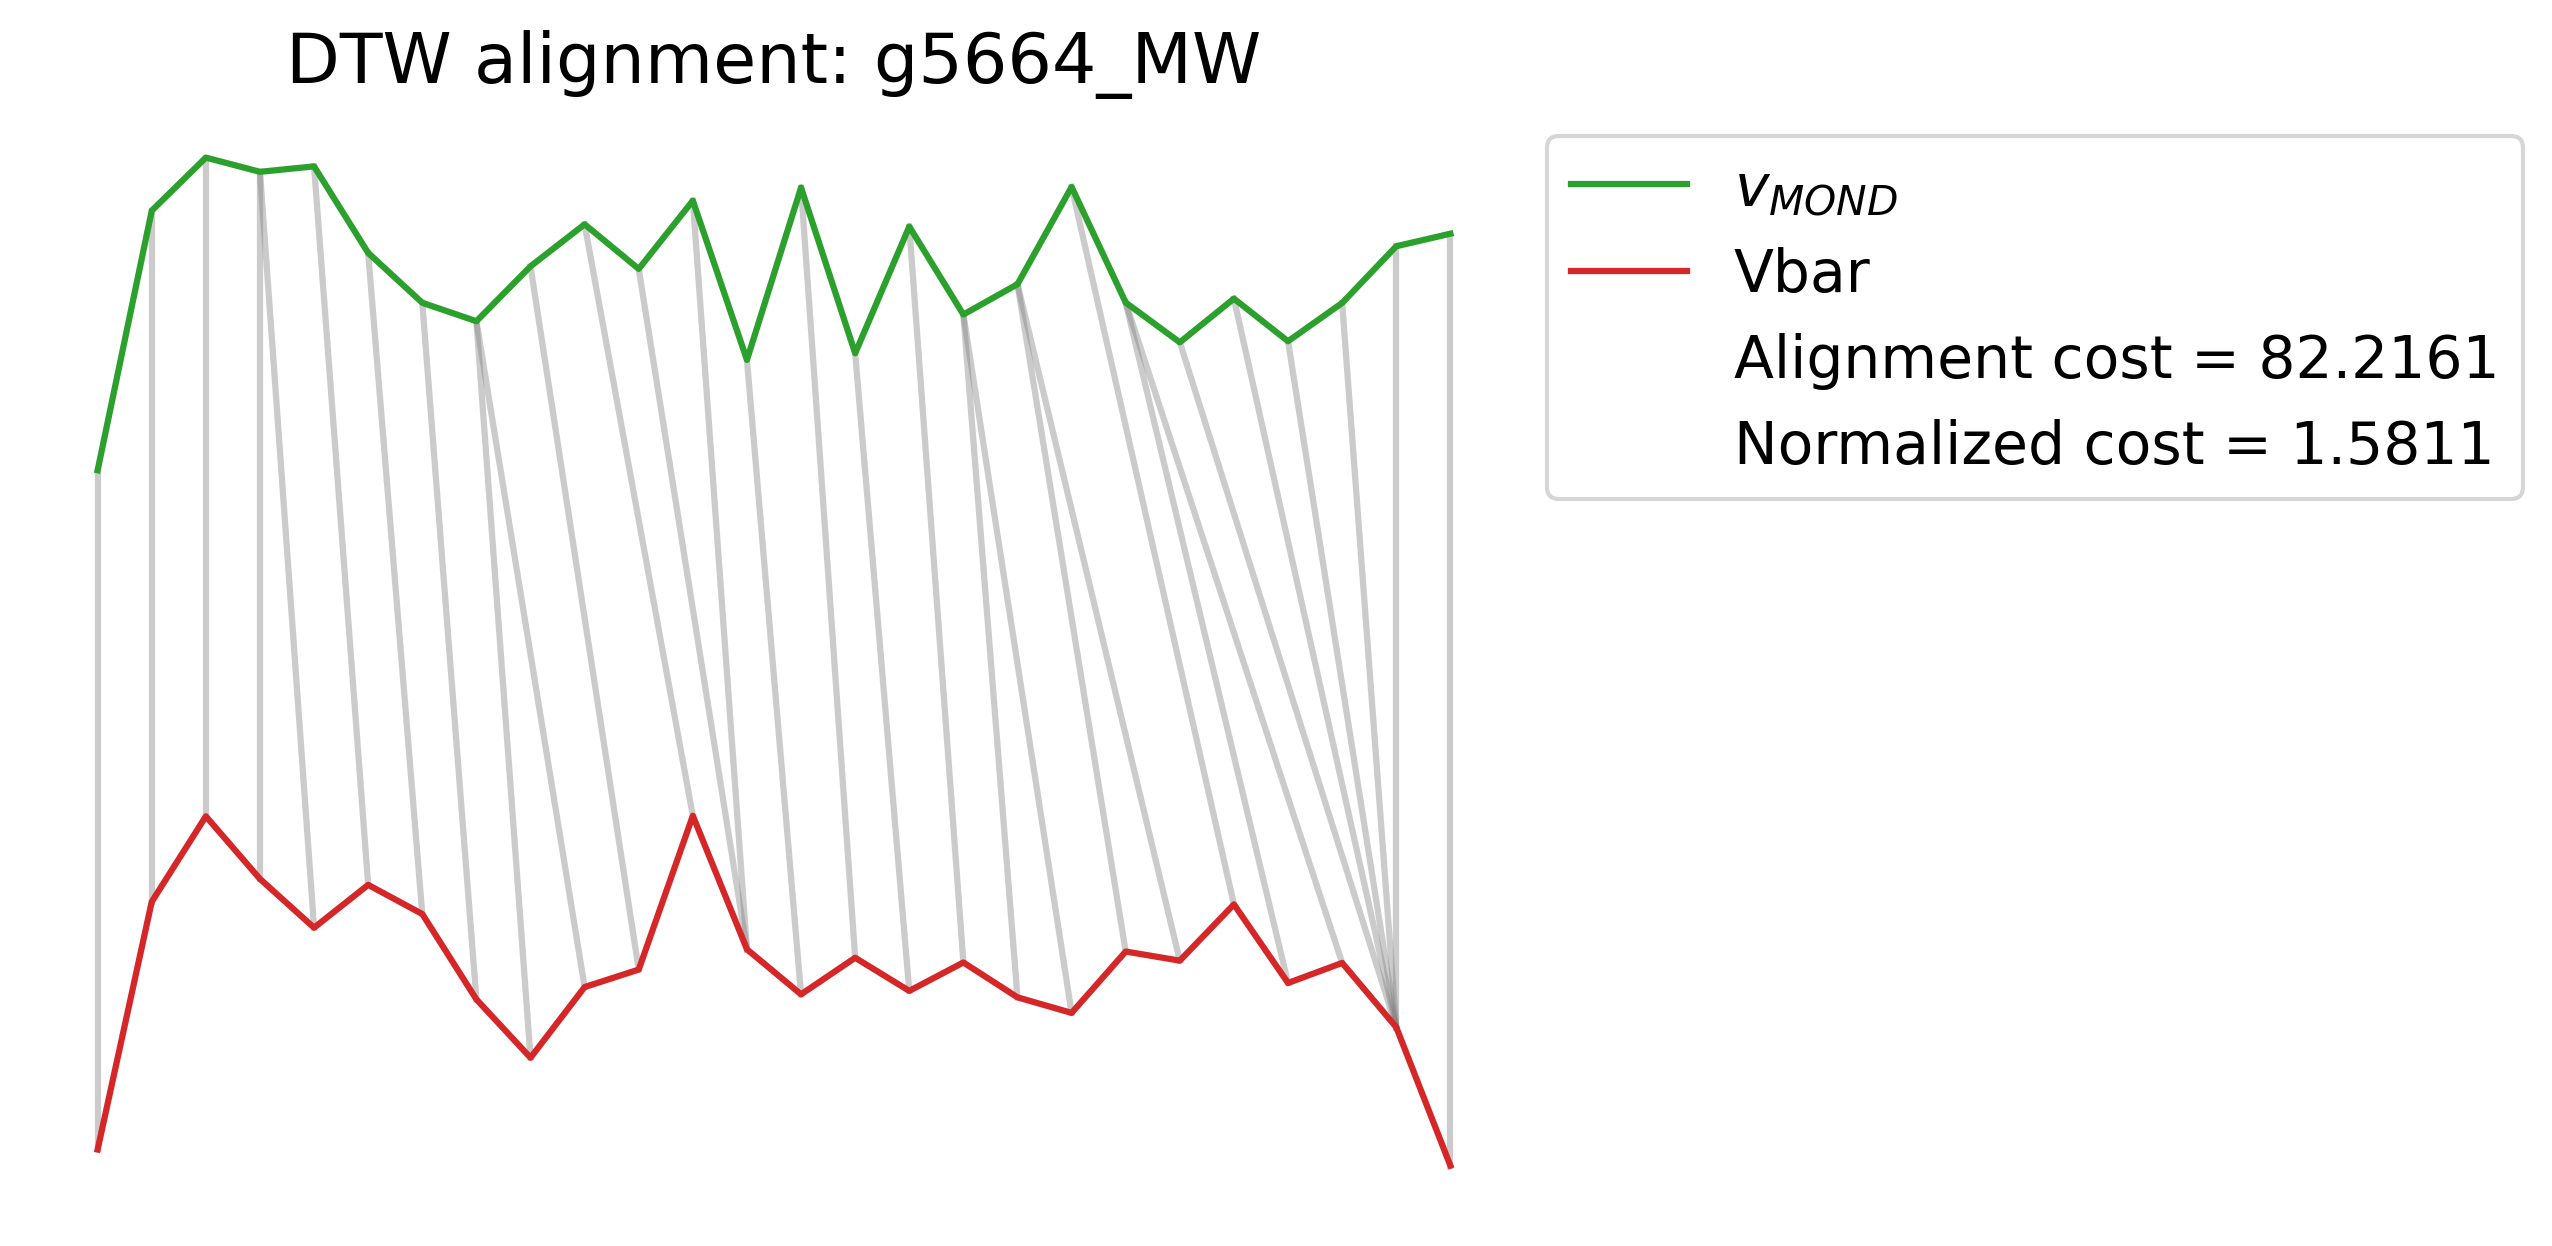 DTW alignment: g5664_MW
v_MOND
Vbar
Alignment cost = 82.2161
Normalized cost = 1.5811